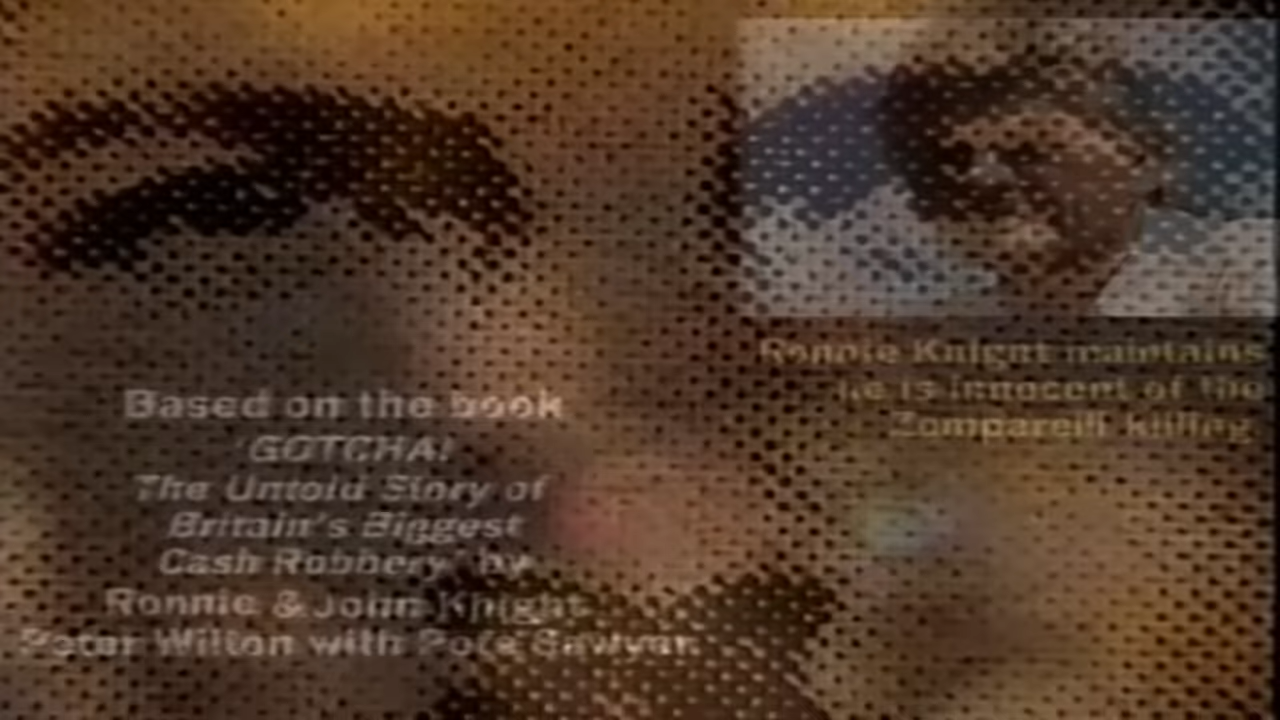 Ronnie Knight maintains
he is innocent of the
Zomparelli killing
Based on the book
'GOTCHA!
The Untold Story of
Britain's Biggest
Cash Robbery' by
Ronnie & John Knight
Peter Wilton with Pete Sawyer